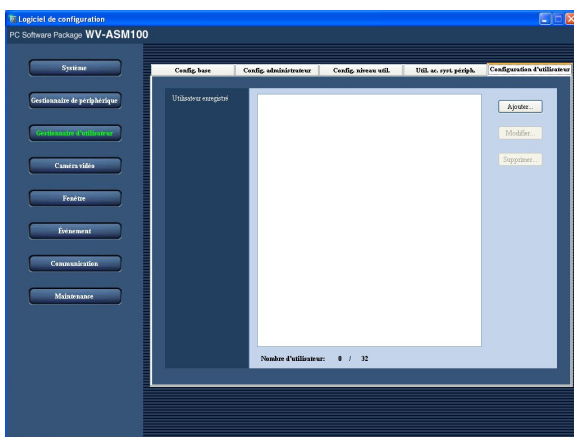 Logiciel de configuration
PC Software Package WV-ASM100
Système
Gestionnaire de périphérique
Gestionnaire d'utilisateur
Caméra vidéo
Fenêtre
Événement
Communication
Maintenance
Config. base
Config. administrateur
Config. niveau util.
Util. ac. syst. périph.
Configuration d'utilisateur
Utilisateur enregistré
Ajouter...
Modifier...
Supprimer...
Nombre d'utilisateur: 0 / 32